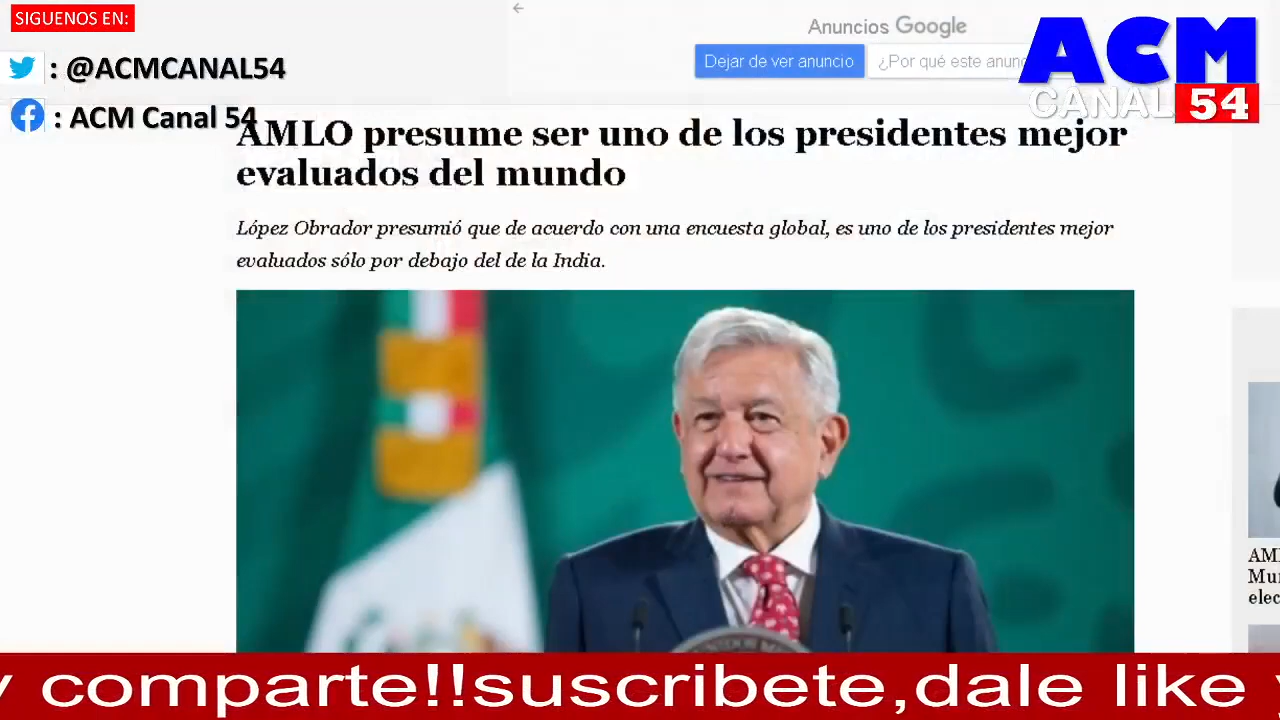 SIGUENOS EN:
: @ACMCANAL54
: ACM Canal 54
Anuncios Google
Dejar de ver anuncio
¿Por qué este anunc
ACM
CANAL 54
AMLO presume ser uno de los presidentes mejor
evaluados del mundo
López Obrador presumió que de acuerdo con una encuesta global, es uno de los presidentes mejor
evaluados sólo por debajo del de la India.
AM
Mu
elec
y comparte!!suscribete,dale like y